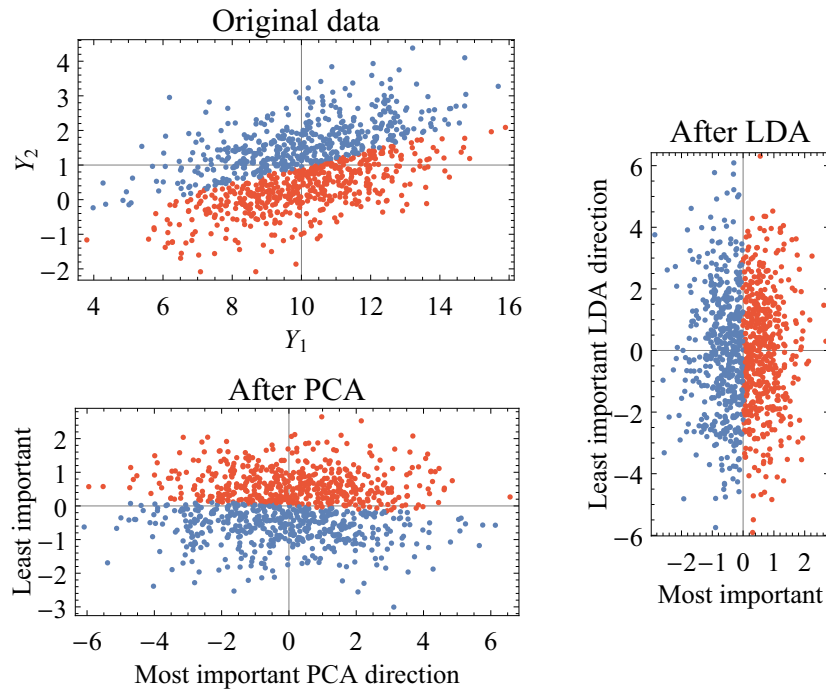 Original data
4
3
2
1
0
−1
−2
Y2
4 6 8 10 12 14 16
Y1
After PCA
2
1
0
−1
−2
−3
Least important
−6 −4 −2 0 2 4 6
Most important PCA direction
After LDA
6
4
2
0
−2
−4
−6
Least important LDA direction
−2 −1 0 1 2
Most important